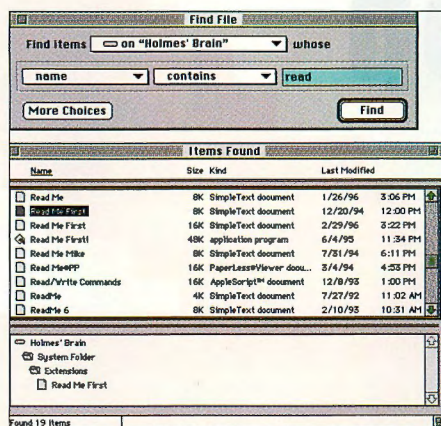 Find File
Find items on "Holmes' Brain" whose
name contains read
More Choices Find
Items Found
Name Size Kind Last Modified
Read Me 8K SimpleText document 1/26/96 3:06 PM
Read Me First 8K SimpleText document 12/20/94 12:00 PM
Read Me First 16K SimpleText document 2/29/96 3:22 PM
Read Me First! 48K application program 6/4/95 11:34 PM
Read Me Mike 8K SimpleText document 7/31/94 6:11 PM
Read Me•PP 16K PaperLess•Viewer docu... 3/4/94 4:53 PM
Read/Write Commands 16K AppleScript™ document 12/8/93 1:00 PM
ReadMe 4K SimpleText document 7/27/92 11:02 AM
ReadMe 6 8K SimpleText document 2/10/93 10:31 AM
Holmes' Brain
System Folder
Extensions
Read Me First
Found 19 items